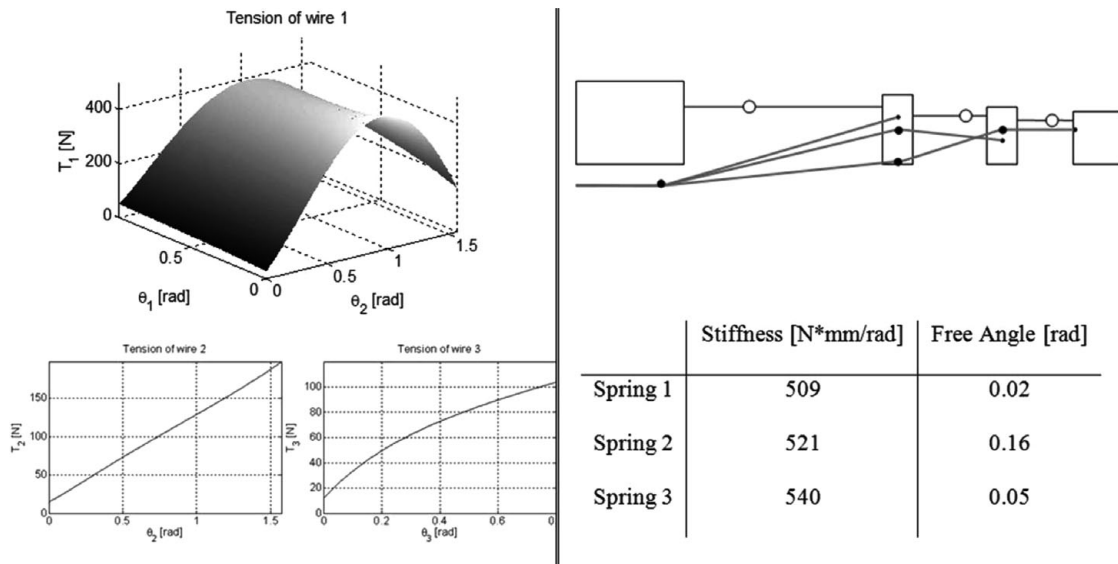 Tension of wire 1
400
200
0
T1 [N]
0.5
0
θ1 [rad]
0
0.5
1
1.5
θ2 [rad]
Tension of wire 2
150
100
50
0
T2 [N]
0 0.5 1 1.5
θ2 [rad]
Tension of wire 3
100
80
60
40
20
0
T3 [N]
0 0.2 0.4 0.6
θ3 [rad]
Stiffness [N*mm/rad] Free Angle [rad]
Spring 1 509 0.02
Spring 2 521 0.16
Spring 3 540 0.05